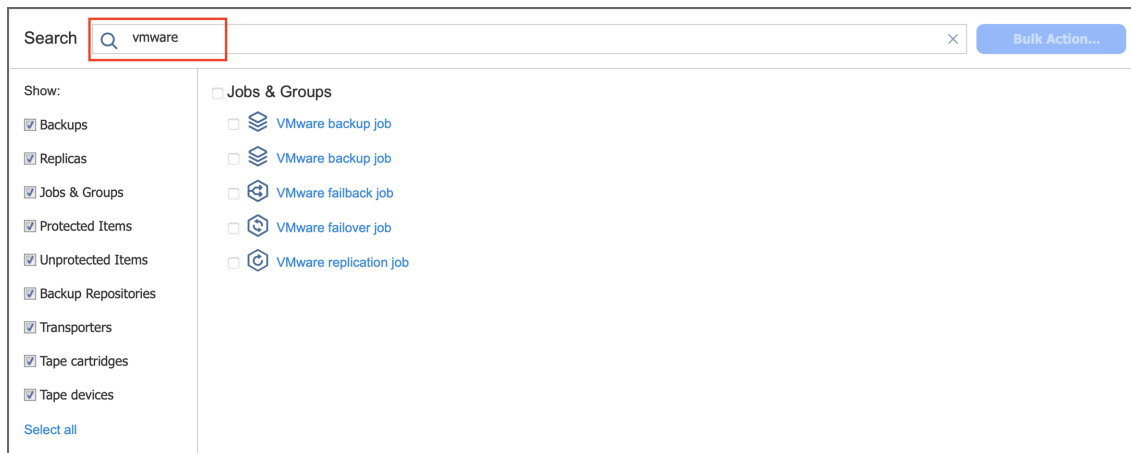 Search
vmware
Bulk Action...
Show:
Backups
Replicas
Jobs & Groups
Protected Items
Unprotected Items
Backup Repositories
Transporters
Tape cartridges
Tape devices
Select all
Jobs & Groups
VMware backup job
VMware backup job
VMware failback job
VMware failover job
VMware replication job